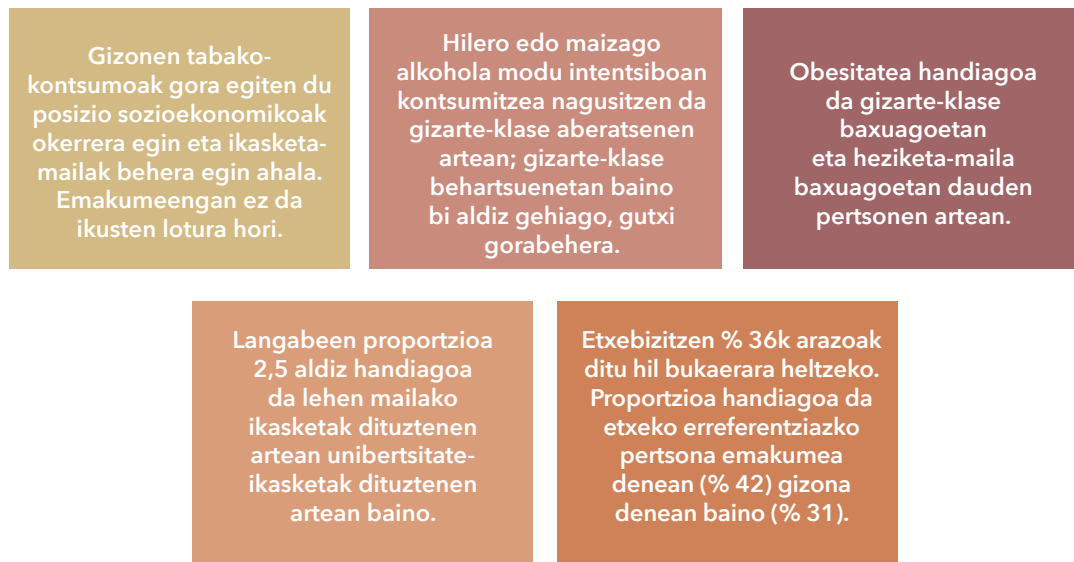 Gizonen tabako-
kontsumoak gora egiten du
posizio sozioekonomikoak
okerrera egin eta ikasketa-
mailak behera egin ahala.
Emakumeengan ez da
ikusten lotura hori.
Hilero edo maizago
alkohola modu intentsiboan
kontsumitzea nagusitzen da
gizarte-klase aberatsenen
artean; gizarte-klase
behartsuenetan baino
bi aldiz gehiago, gutxi
gorabehera.
Obesitatea handiagoa
da gizarte-klase
baxuagoetan
eta heziketa-maila
baxuagoetan dauden
pertsonen artean.
Langabeen proportzioa
2,5 aldiz handiagoa
da lehen mailako
ikasketak dituztenen
artean unibertsitate-
ikasketak dituztenen
artean baino.
Etxebizitzen % 36k arazoak
ditu hil bukaerara heltzeko.
Proportzioa handiagoa da
etxeko erreferentziazko
pertsona emakumea
denean (% 42) gizona
denean baino (% 31).